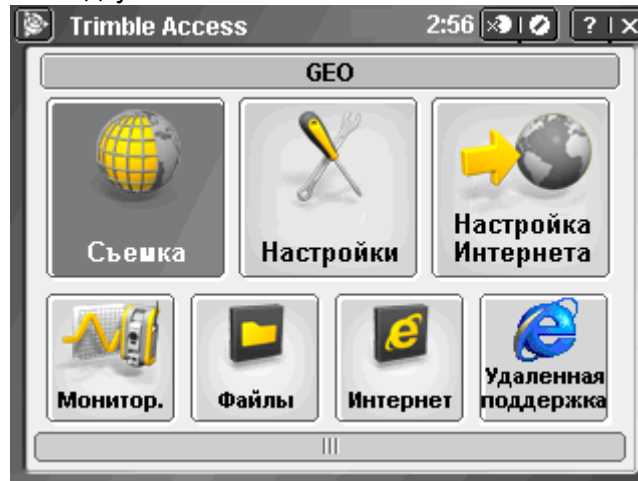 Trimble Access 2:56 ? X
GEO
Съемка
Настройки
Настройка
Интернета
Монитор.
Файлы
Интернет
Удаленная
поддержка